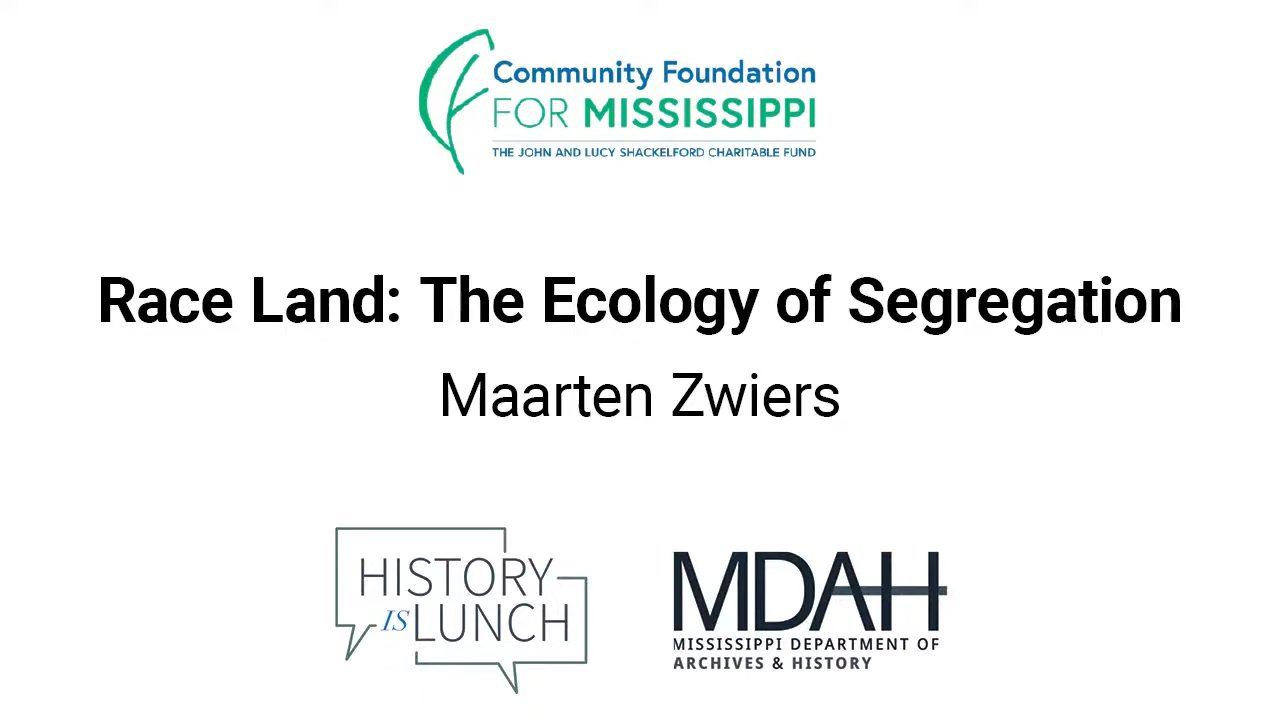 Community Foundation
FOR MISSISSIPPI
THE JOHN AND LUCY SHACKELFORD CHARITABLE FUND
Race Land: The Ecology of Segregation
Maarten Zwiers
HISTORY
IS LUNCH
MDAH
MISSISSIPPI DEPARTMENT OF
ARCHIVES & HISTORY